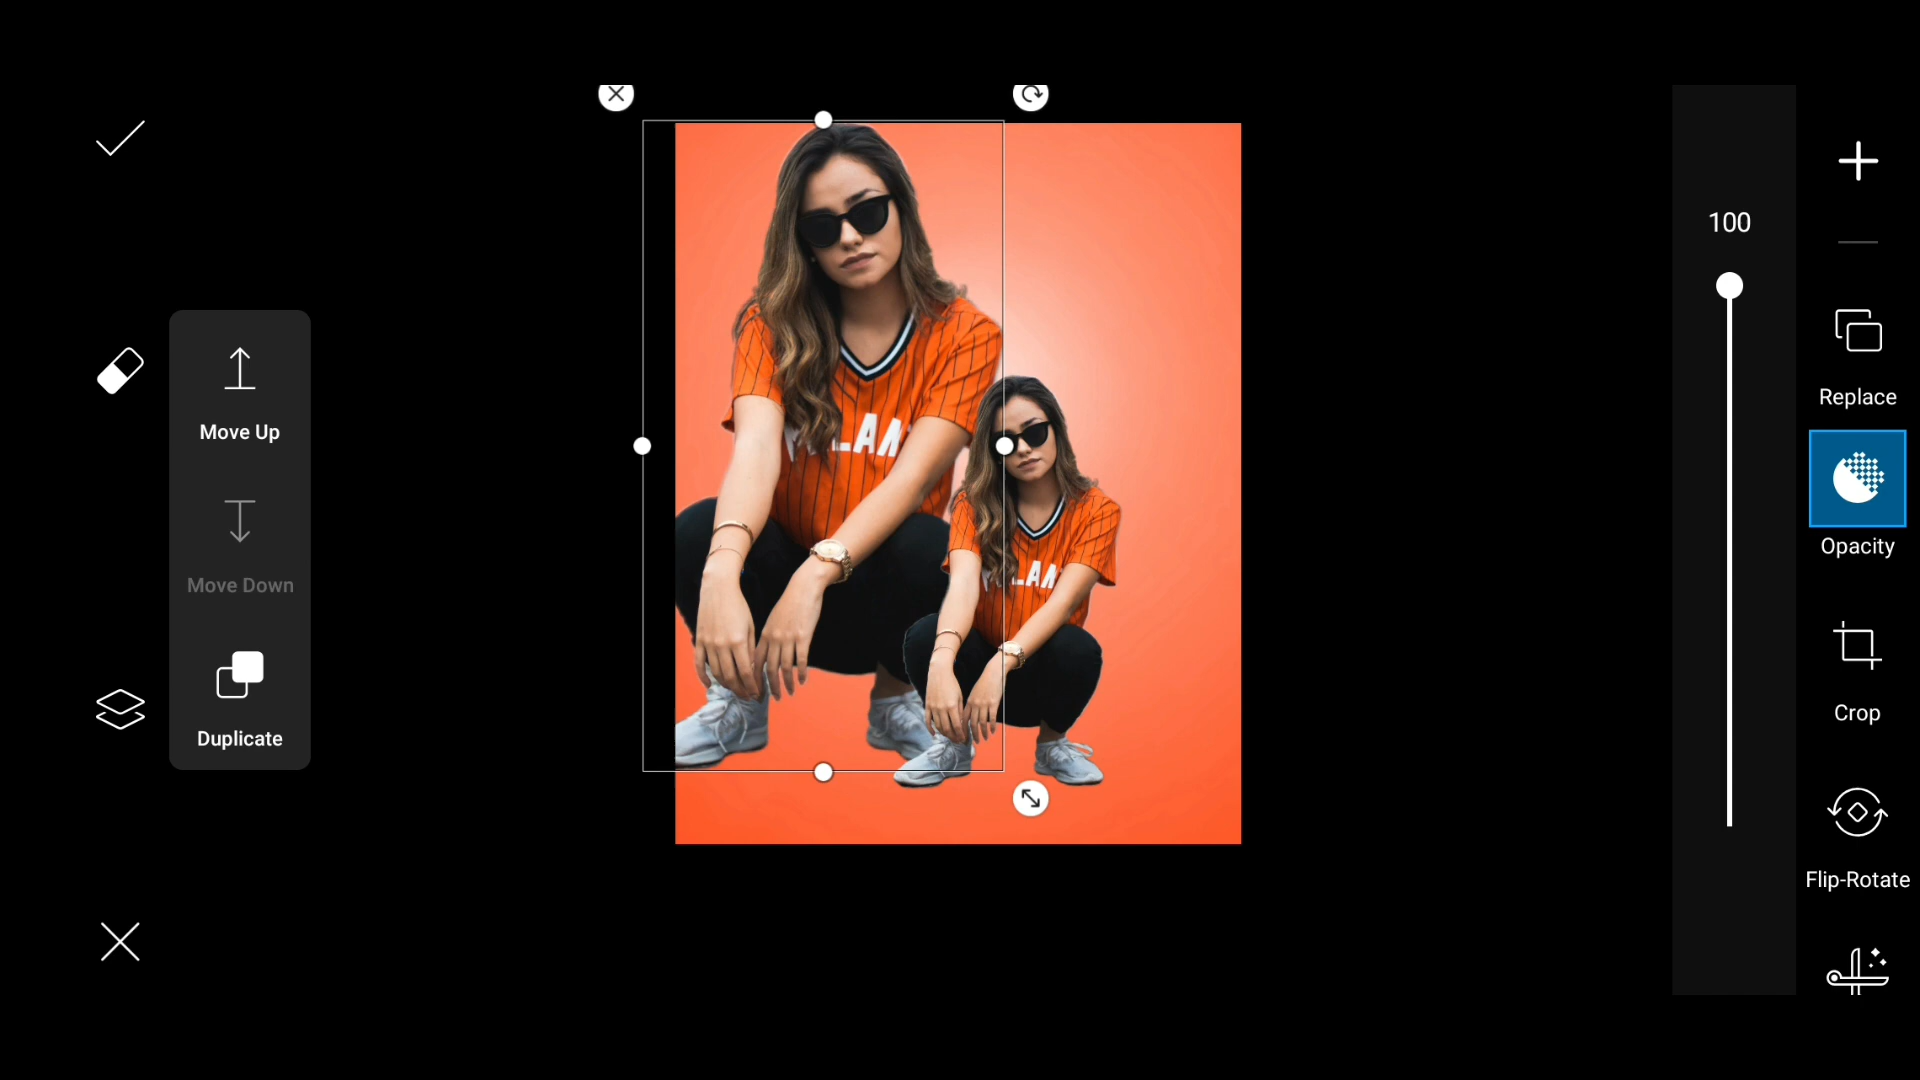 Move Up
Move Down
Duplicate
100
Replace
Opacity
Crop
Flip-Rotate